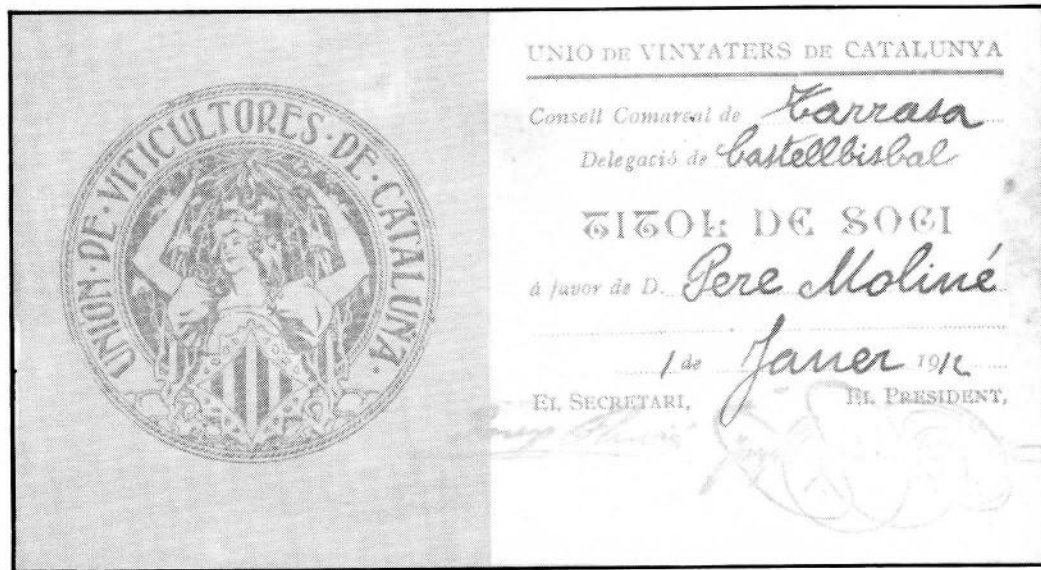 UNION·DE·VITICULTORES·DE·CATALUÑA·
UNIO DE VINYATERS DE CATALUNYA
Consell Comarcal de Tarrasa
Delegació de Castellbisbal
TITOL DE SOCI
á favor de D. Pere Moliné
1 de Janer 1912
EL SECRETARI, EL PRESIDENT,